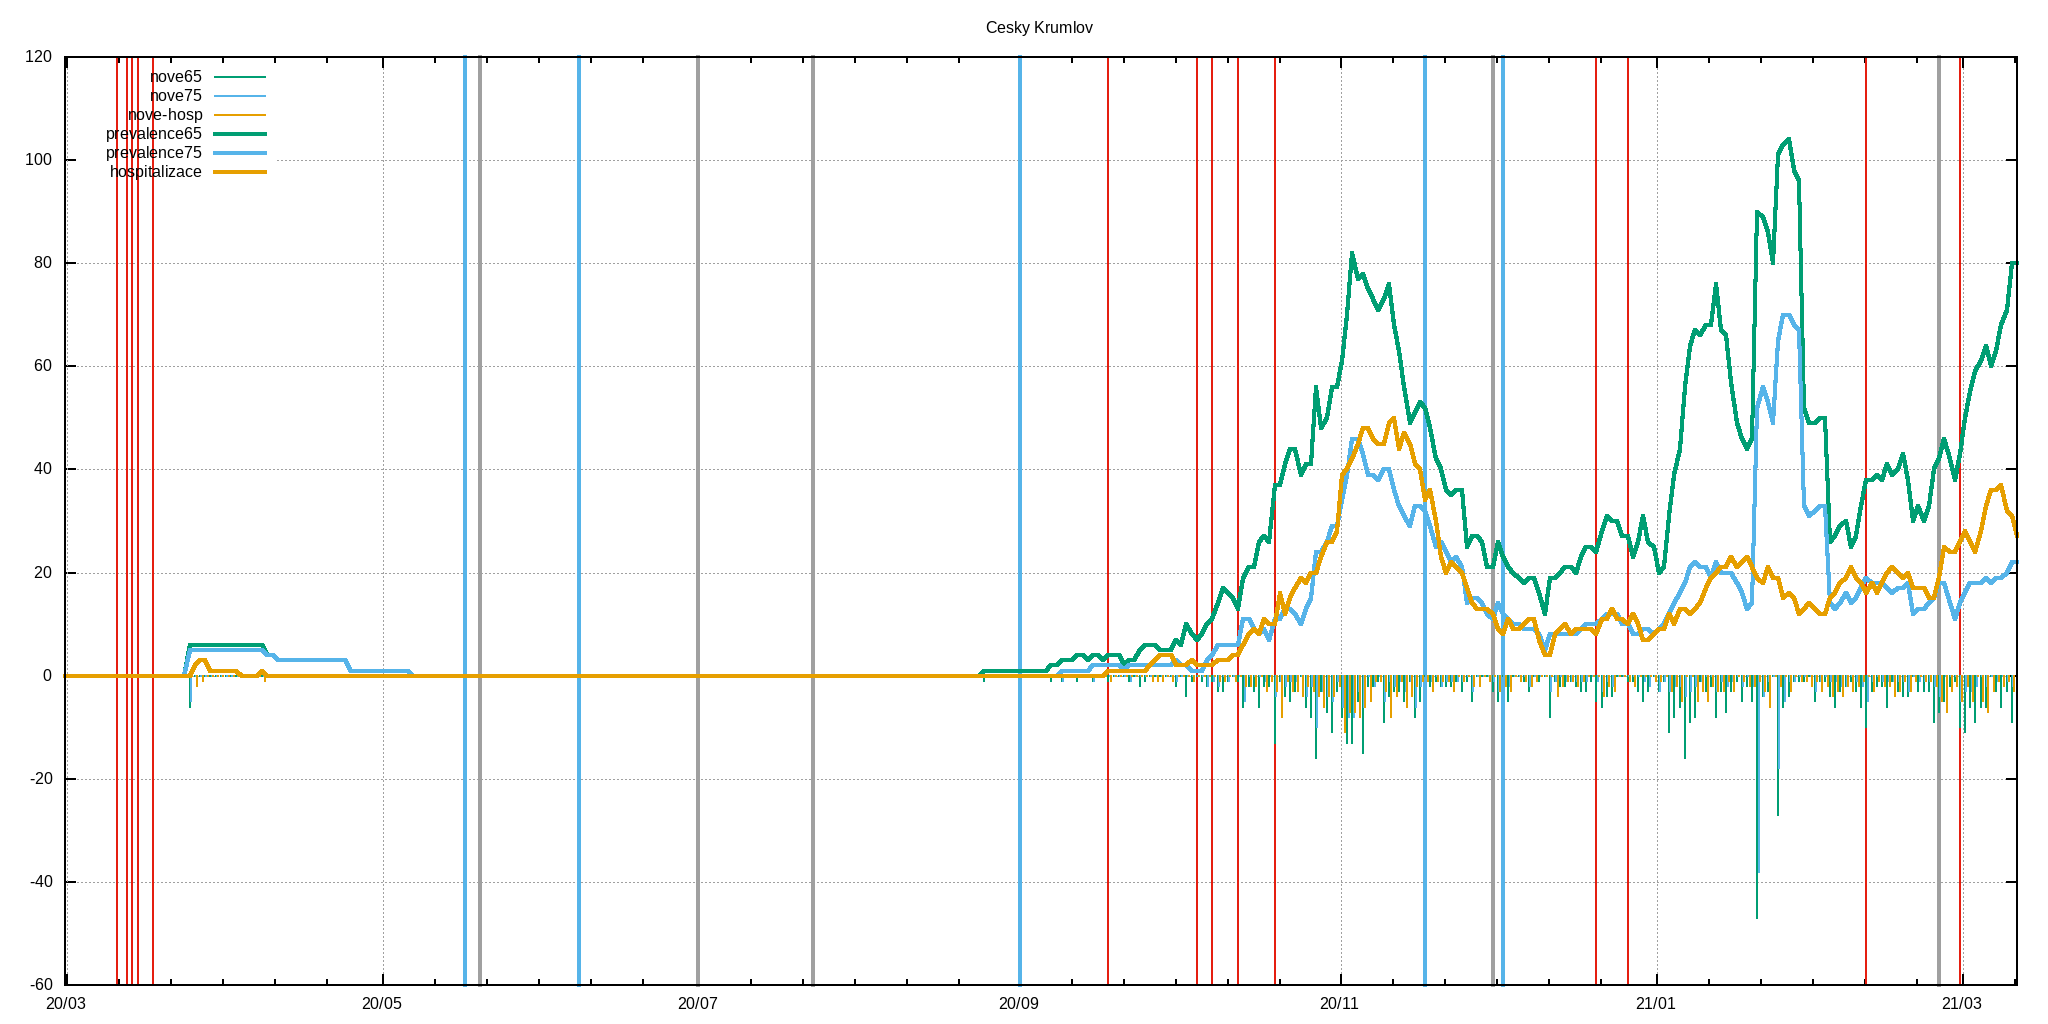 Cesky Krumlov
120
nove65
nove75
nove-hosp
prevalence65
prevalence75
hospitalizace
100
80
60
40
20
0
-20
-40
-60
20/03 20/05 20/07 20/09 20/11 21/01 21/03